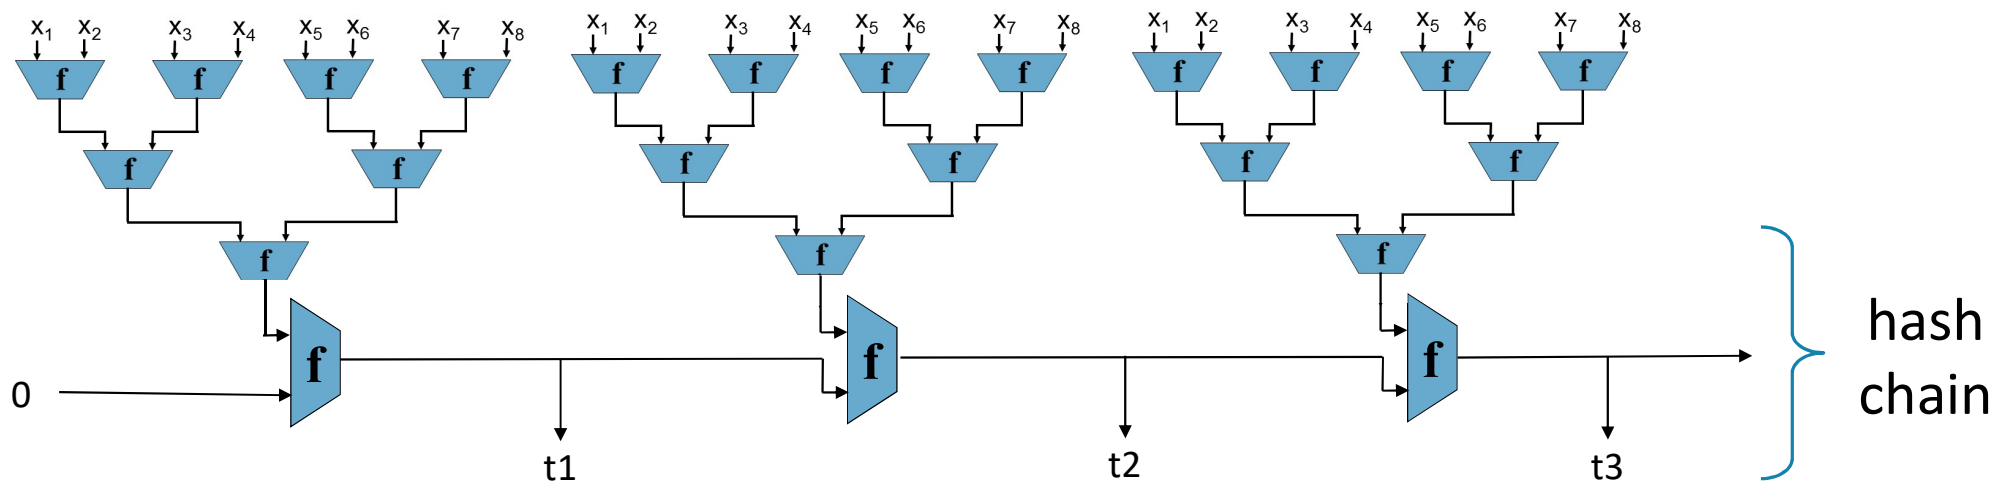 x₁ x₂ x₃ x₄ x₅ x₆ x₇ x₈ x₁ x₂ x₃ x₄ x₅ x₆ x₇ x₈ x₁ x₂ x₃ x₄ x₅ x₆ x₇ x₈
f f f f f f f f f f f f
f f f f f f
f f f
f f f
0
t1 t2 t3
hash
chain